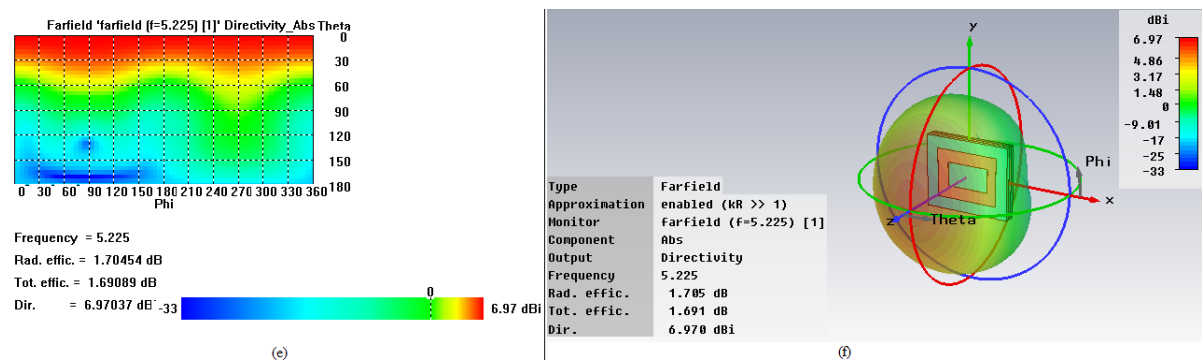 Farfield 'farfield (f=5.225) [1]' Directivity_Abs Theta
0
30
60
90
120
150
180
0 30 60 90 120 150 180 210 240 270 300 330 360
Phi
Frequency = 5.225
Rad. effic. = 1.70454 dB
Tot. effic. = 1.69089 dB
Dir. = 6.97037 dBi
-33
0
6.97 dBi
(e)
dBi
6.97
4.86
3.17
1.48
0
-9.01
-17
-25
-33
y
Phi
x
z
Theta
Type Farfield
Approximation enabled (kR >> 1)
Monitor farfield (f=5.225) [1]
Component Abs
Output Directivity
Frequency 5.225
Rad. effic. 1.705 dB
Tot. effic. 1.691 dB
Dir. 6.970 dBi
(f)